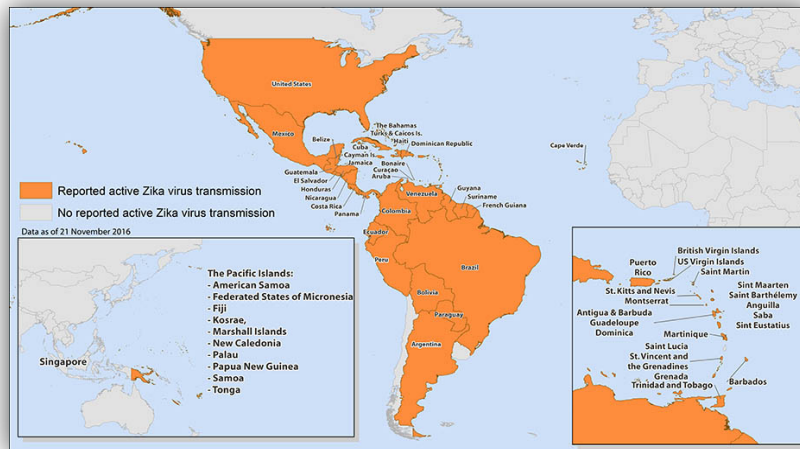 United States
Mexico
Belize
*The Bahamas
Turks & Caicos Is.
*Haiti
Dominican Republic
Cuba
Cayman Is.
Jamaica
Bonaire
Curaçao
Aruba
Cape Verde
Guatemala
El Salvador
Honduras
Nicaragua
Costa Rica
Panama
Venezuela
Guyana
Suriname
French Guiana
Colombia
Ecuador
Peru
Brazil
Bolivia
Paraguay
Argentina
Reported active Zika virus transmission
No reported active Zika virus transmission
Data as of 21 November 2016
The Pacific Islands:
- American Samoa
- Federated States of Micronesia
- Fiji
- Kosrae,
- Marshall Islands
- New Caledonia
- Palau
- Papua New Guinea
- Samoa
- Tonga
Singapore
Puerto
Rico
British Virgin Islands
US Virgin Islands
Saint Martin
St. Kitts and Nevis
Montserrat
Sint Maarten
Saint Barthélemy
Anguilla
Saba
Sint Eustatius
Antigua & Barbuda
Guadeloupe
Dominica
Martinique
Saint Lucia
St. Vincent and
the Grenadines
Grenada
Trinidad and Tobago
Barbados